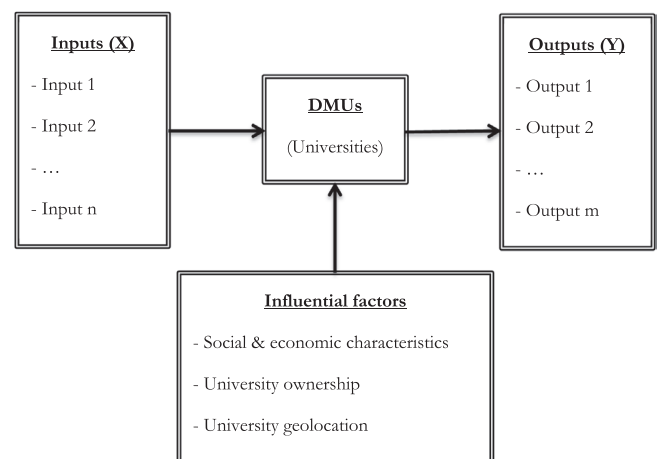 Inputs (X)
- Input 1
- Input 2
- …
- Input n
DMUs
(Universities)
Outputs (Y)
- Output 1
- Output 2
- …
- Output m
Influential factors
- Social & economic characteristics
- University ownership
- University geolocation